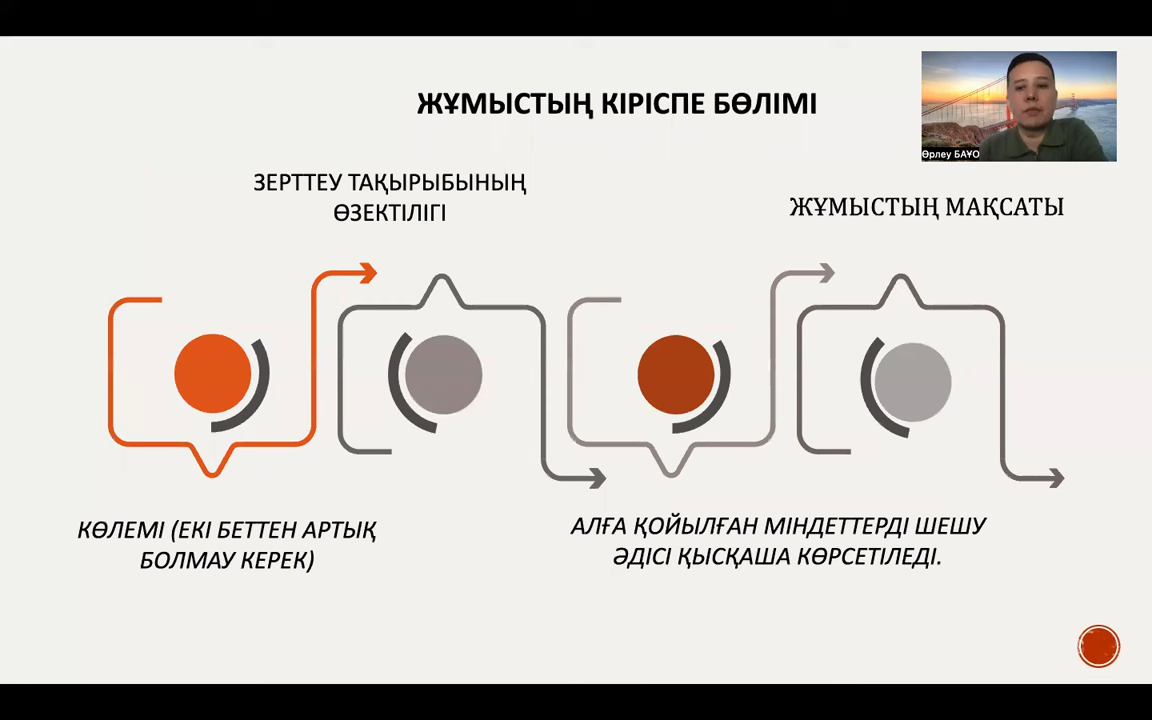 ЖҰМЫСТЫҢ КІРІСПЕ БӨЛІМІ
Өрлеу БАҰО
ЗЕРТТЕУ ТАҚЫРЫБЫНЫҢ
ӨЗЕКТІЛІГІ
ЖҰМЫСТЫҢ МАҚСАТЫ
КӨЛЕМІ (ЕКІ БЕТТЕН АРТЫҚ
БОЛМАУ КЕРЕК)
АЛҒА ҚОЙЫЛҒАН МІНДЕТТЕРДІ ШЕШУ
ӘДІСІ ҚЫСҚАША КӨРСЕТІЛЕДІ.